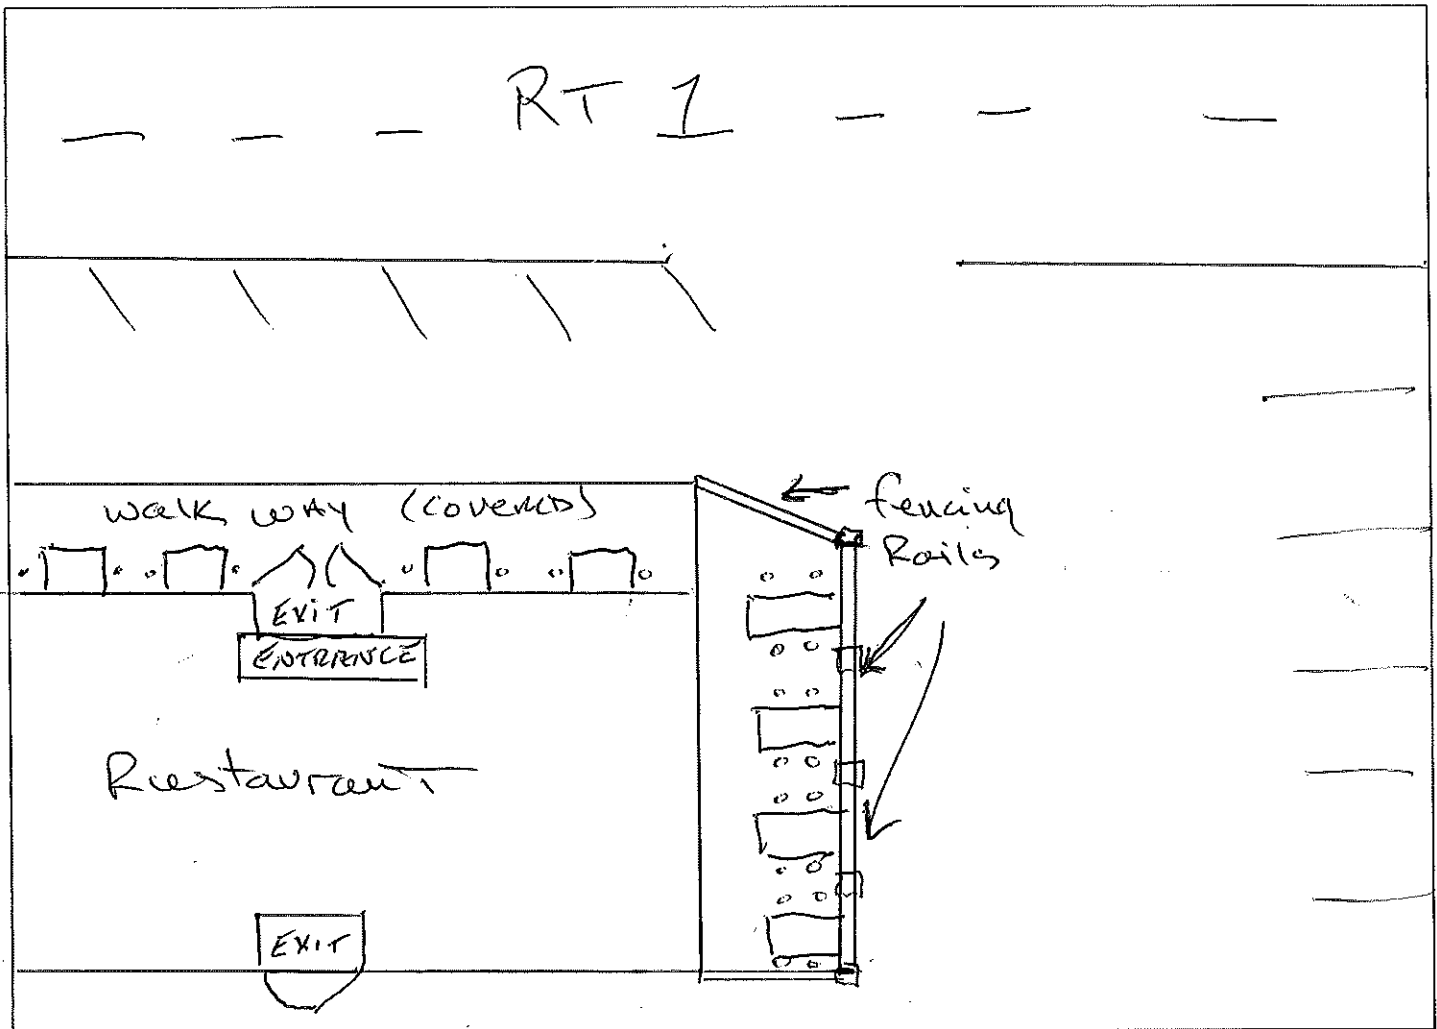 RT 1
walk way (covered)
fencing
Rails
EXIT
ENTRANCE
Restaurant
EXIT